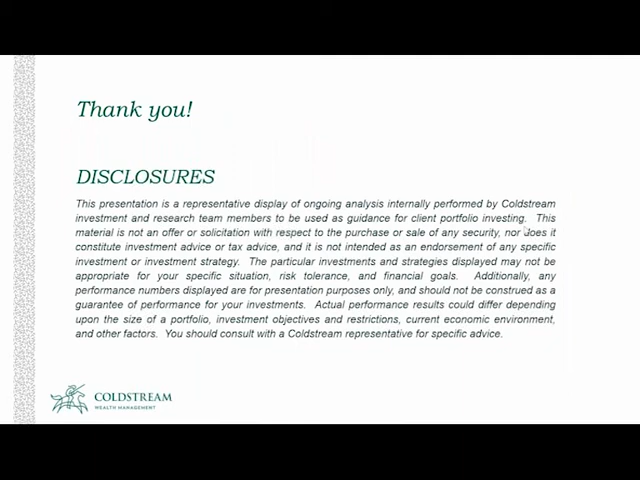 Thank you!
DISCLOSURES
This presentation is a representative display of ongoing analysis internally performed by Coldstream
investment and research team members to be used as guidance for client portfolio investing. This
material is not an offer or solicitation with respect to the purchase or sale of any security, nor does it
constitute investment advice or tax advice, and it is not intended as an endorsement of any specific
investment or investment strategy. The particular investments and strategies displayed may not be
appropriate for your specific situation, risk tolerance, and financial goals. Additionally, any
performance numbers displayed are for presentation purposes only, and should not be construed as a
guarantee of performance for your investments. Actual performance results could differ depending
upon the size of a portfolio, investment objectives and restrictions, current economic environment,
and other factors. You should consult with a Coldstream representative for specific advice.
COLDSTREAM
WEALTH MANAGEMENT